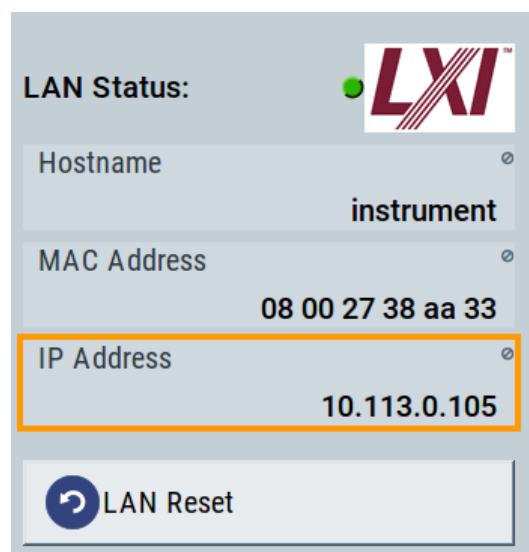 LAN Status:
LXI™
Hostname
instrument
MAC Address
08 00 27 38 aa 33
IP Address
10.113.0.105
LAN Reset